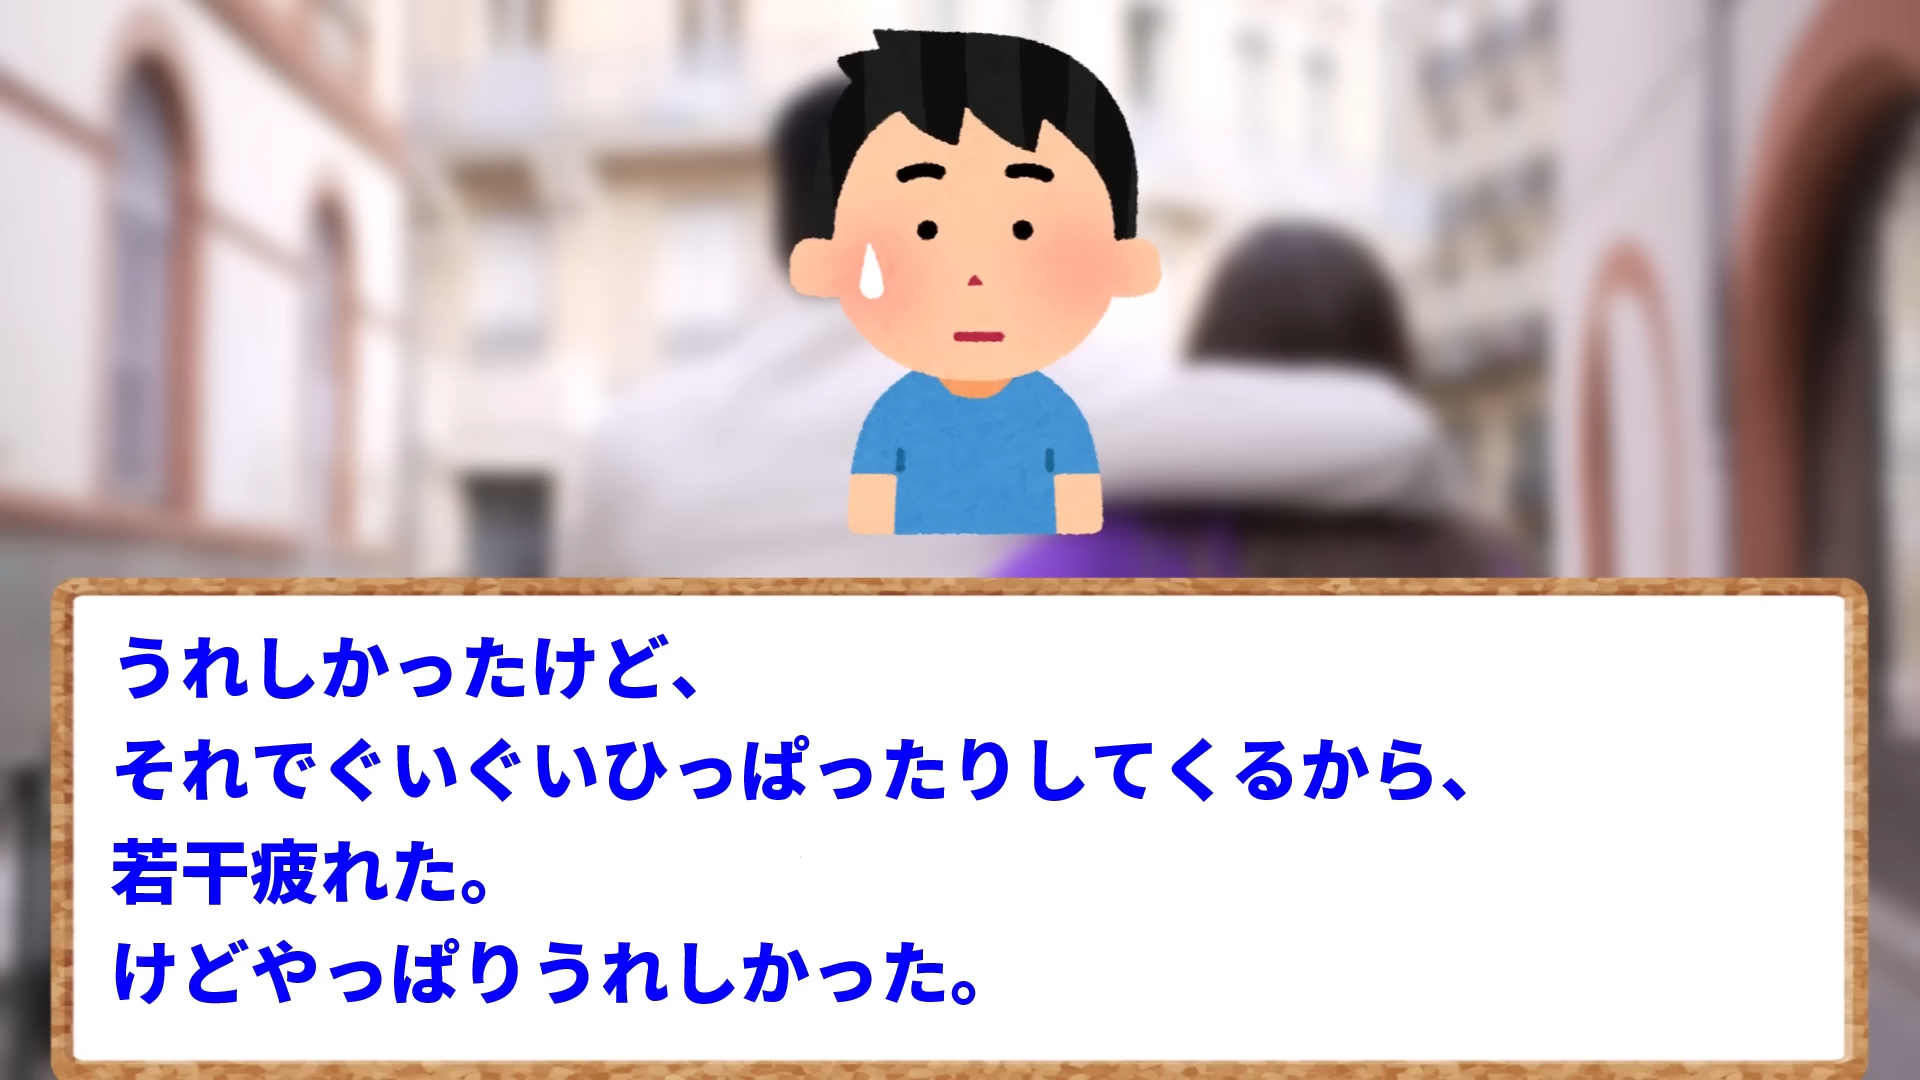 うれしかったけど、
それでぐいぐいひっぱったりしてくるから、
若干疲れた。
けどやっぱりうれしかった。